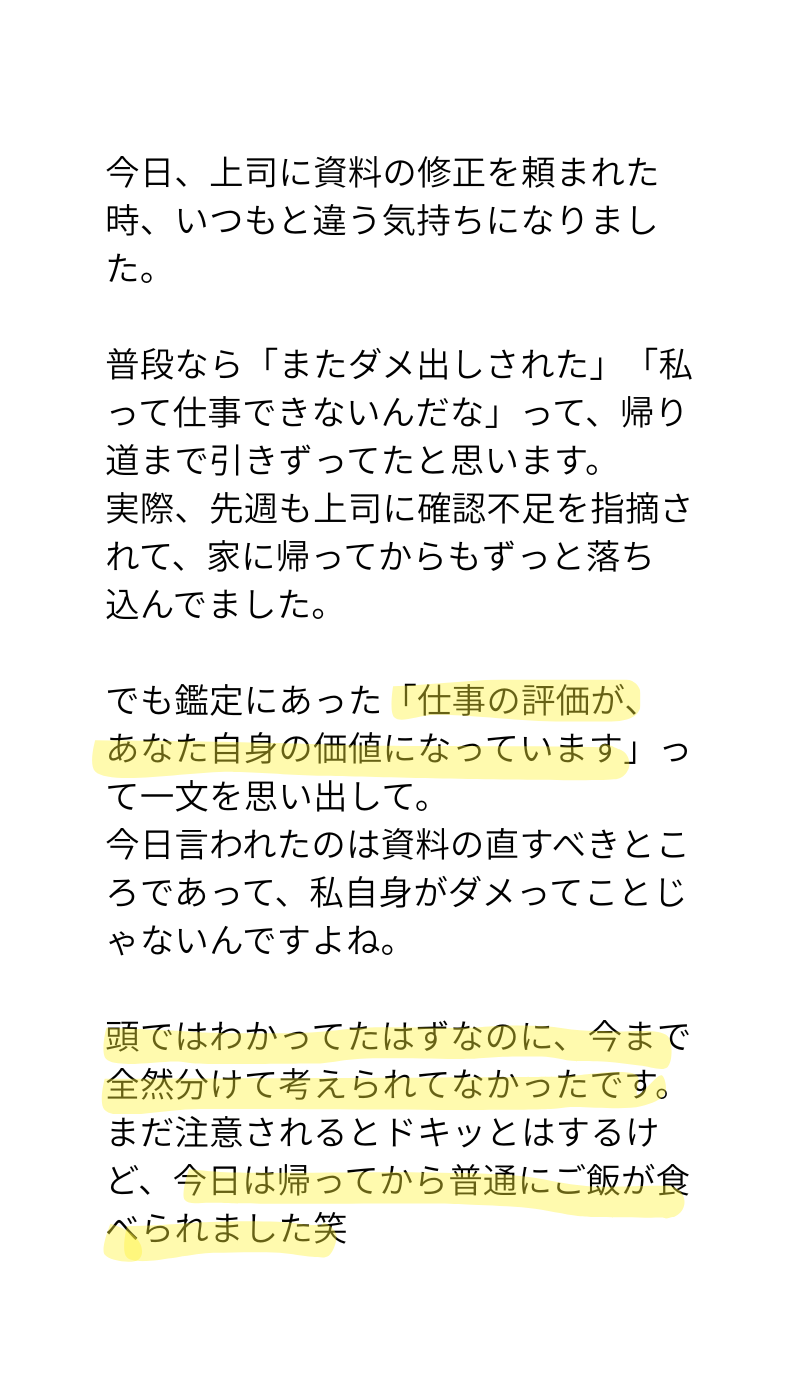 今日、上司に資料の修正を頼まれた
時、いつもと違う気持ちになりまし
た。
普段なら「またダメ出しされた」「私
って仕事できないんだな」って、帰り
道まで引きずってたと思います。
実際、先週も上司に確認不足を指摘さ
れて、家に帰ってからもずっと落ち
込んでました。
でも鑑定にあった「仕事の評価が、
あなた自身の価値になっています」っ
て一文を思い出して。
今日言われたのは資料の直すべきとこ
ろであって、私自身がダメってことじ
ゃないんですよね。
頭ではわかってたはずなのに、今まで
全然分けて考えられてなかったです。
まだ注意されるとドキッとはするけ
ど、今日は帰ってから普通にご飯が食
べられました笑